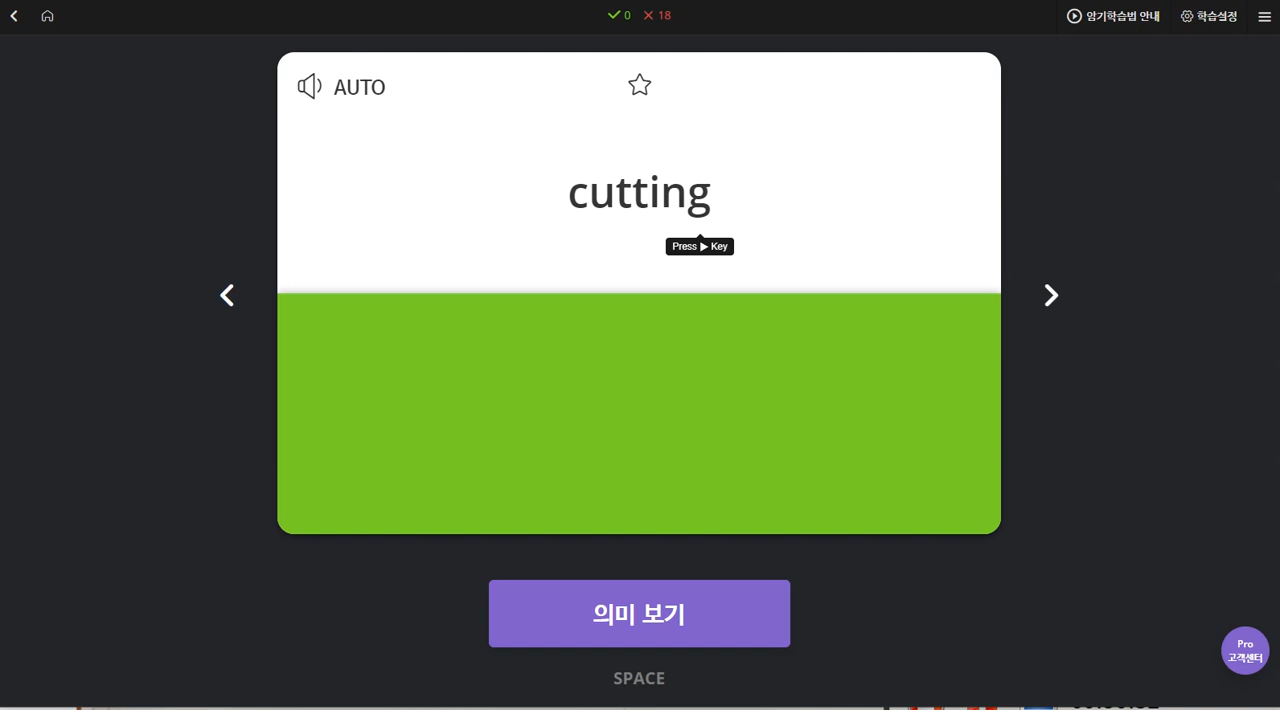 0 18 암기학습법 안내 학습설정
AUTO
cutting
Press ▶ Key
의미 보기
SPACE
Pro
고객센터